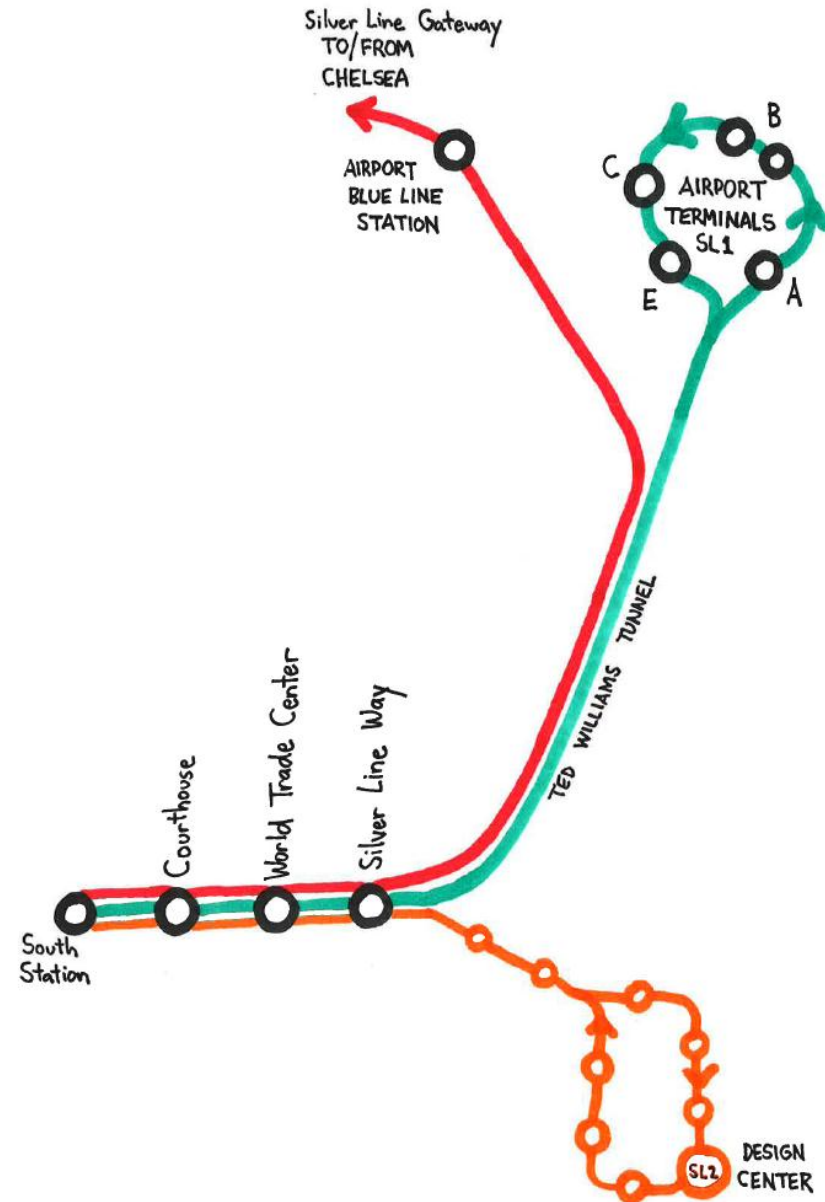 Silver Line Gateway
TO/FROM
CHELSEA
AIRPORT
BLUE LINE
STATION
B
C
AIRPORT
TERMINALS
SL1
E
A
TED WILLIAMS TUNNEL
Courthouse
World Trade Center
Silver Line Way
South
Station
SL2
DESIGN
CENTER